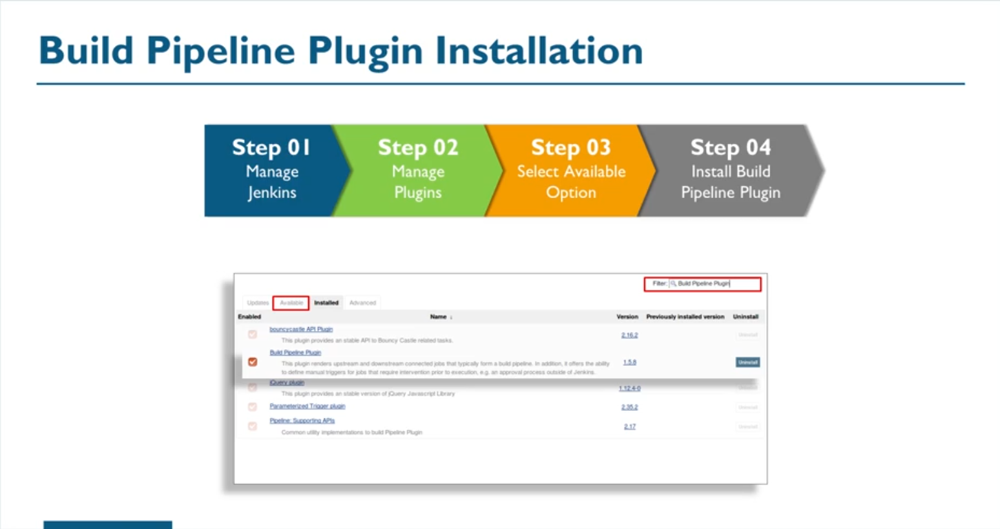 Build Pipeline Plugin Installation
Step 01
Manage
Jenkins
Step 02
Manage
Plugins
Step 03
Select Available
Option
Step 04
Install Build
Pipeline Plugin
Filter: Build Pipeline Plugin
Updates Available Installed Advanced
Enabled Name ↓ Version Previously installed version Uninstall
bouncycastle API Plugin
This plugin provides an stable API to Bouncy Castle related tasks.
2.16.2 Uninstall
Build Pipeline Plugin
This plugin renders upstream and downstream connected jobs that typically form a build pipeline. In addition, it offers the ability
to define manual triggers for jobs that require intervention prior to execution, e.g. an approval process outside of Jenkins.
1.5.8 Uninstall
jQuery plugin
This plugin provides an stable version of jQuery Javascript Library
1.12.4-0 Uninstall
Parameterized Trigger plugin
2.35.2 Uninstall
Pipeline: Supporting APIs
Common utility implementations to build Pipeline Plugin
2.17 Uninstall